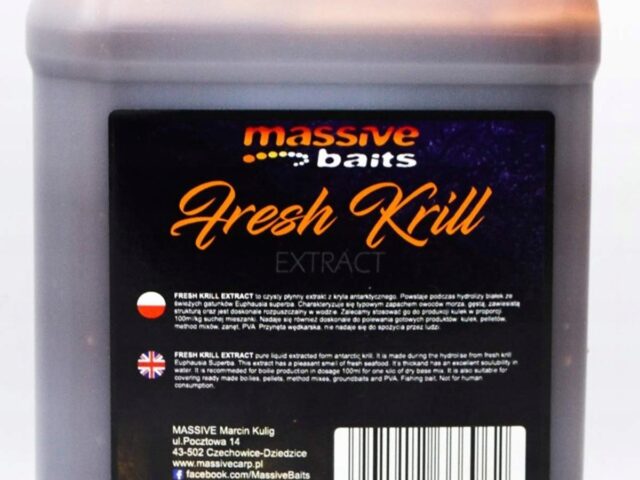 massive
baits
Fresh Krill
EXTRACT
FRESH KRILL EXTRACT to czysty płynny extrakt z kryla antarktycznego. Powstaje podczas hydrolizy białek ze
świeżych gatunków Euphausia superba. Charakteryzuje się typowym zapachem owoców morza. gęstą, zawiesistą
strukturą oraz jest doskonale rozpuszczalny w wodzie. Zalecamy stosować go do produkcji kulek w proporcji
100ml/kg suchej mieszanki. Nadaje się również doskonale do polewania gotowych produktów: kulek, pelletów,
method mixów, zanęt, PVA. Przynęta wędkarska, nie nadaje się do spożycia przez ludzi.
FRESH KRILL EXTRACT pure liquid extracted form antarctic krill. It is made during the hydrolise from fresh krill
Euphausia Superba. This extract has a pleasant smell of fresh seafood. It's thickand has an excellent soulubility in
water. It is recommeded for boilie production in dosage 100ml for one kilo of dry base mix. It is also suitable for
covering ready made boilies, pellets, method mixes, groundbaits and PVA. Fishing bait. Not for human
consumption.
MASSIVE Marcin Kulig
ul.Pocztowa 14
43-502 Czechowice-Dziedzice
www.massivecarp.pl
facebook.com/MassiveBaits